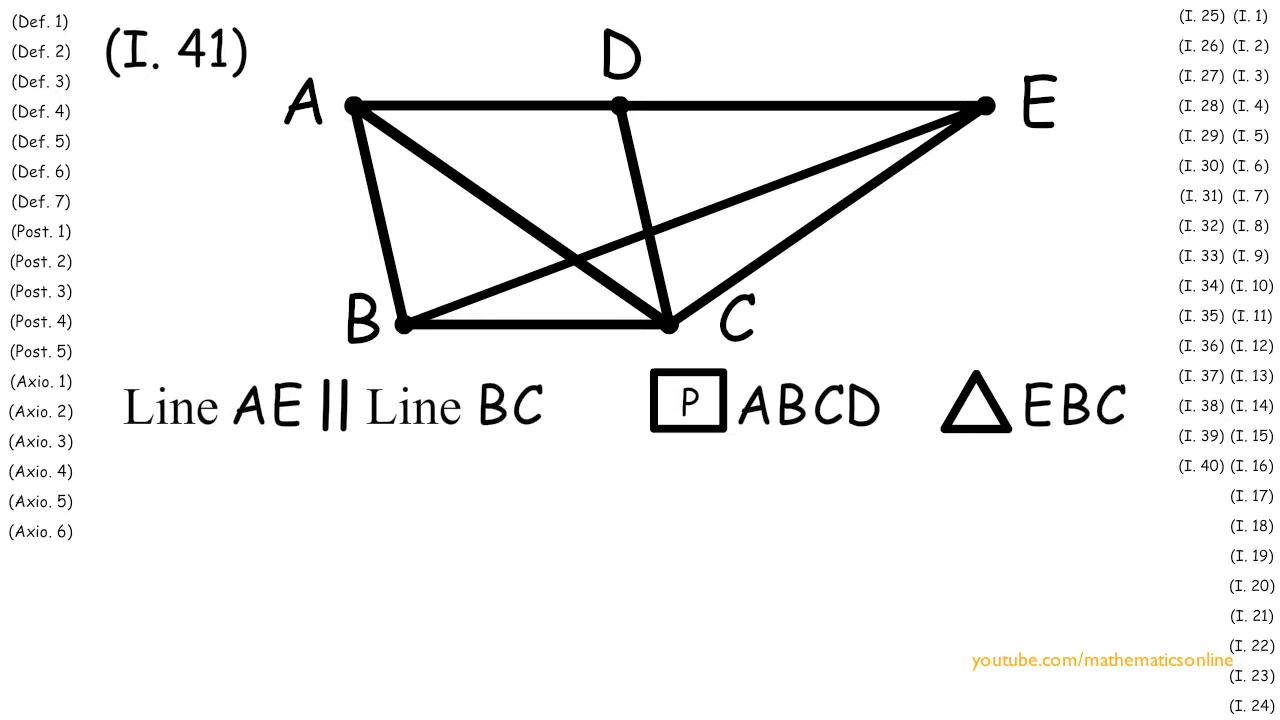 (Def. 1)
(Def. 2)
(Def. 3)
(Def. 4)
(Def. 5)
(Def. 6)
(Def. 7)
(Post. 1)
(Post. 2)
(Post. 3)
(Post. 4)
(Post. 5)
(Axio. 1)
(Axio. 2)
(Axio. 3)
(Axio. 4)
(Axio. 5)
(Axio. 6)
(I. 41)
D
A
E
B
C
Line AE || Line BC
P ABCD
EBC
(I. 25) (I. 1)
(I. 26) (I. 2)
(I. 27) (I. 3)
(I. 28) (I. 4)
(I. 29) (I. 5)
(I. 30) (I. 6)
(I. 31) (I. 7)
(I. 32) (I. 8)
(I. 33) (I. 9)
(I. 34) (I. 10)
(I. 35) (I. 11)
(I. 36) (I. 12)
(I. 37) (I. 13)
(I. 38) (I. 14)
(I. 39) (I. 15)
(I. 40) (I. 16)
(I. 17)
(I. 18)
(I. 19)
(I. 20)
(I. 21)
(I. 22)
youtube.com/mathematicsonline
(I. 23)
(I. 24)